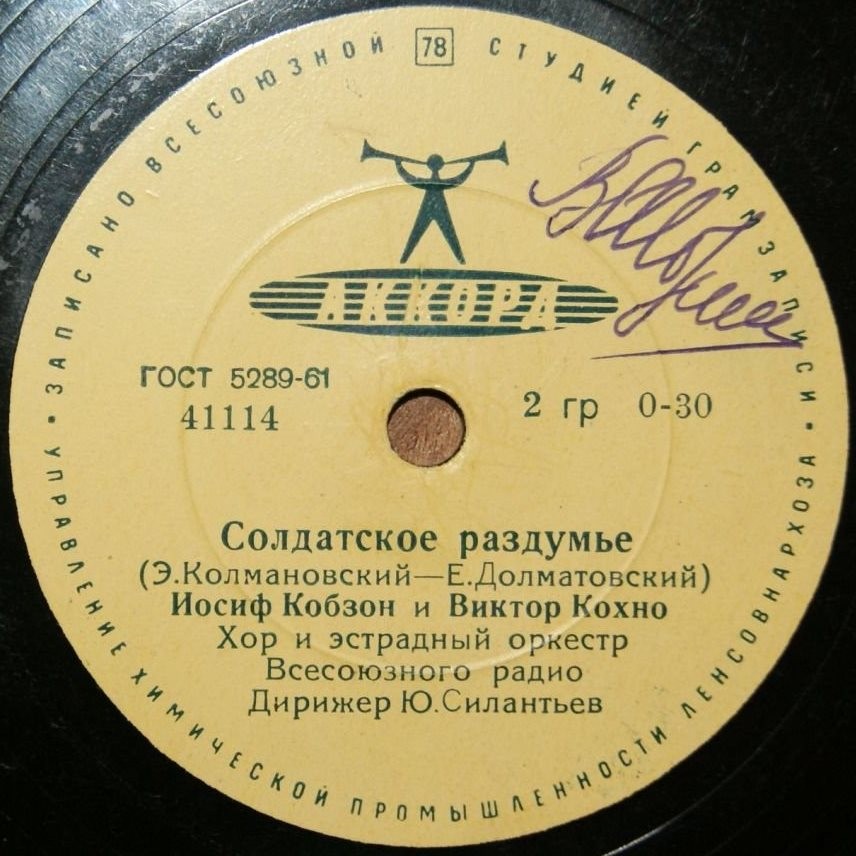 ЗАПИСАНО ВСЕСОЮЗНОЙ 78 СТУДИЕЙ ГРАМЗАПИСИ
АККОРД
ГОСТ 5289-61
41114
2 гр 0-30
Солдатское раздумье
(Э.Колмановский—Е.Долматовский)
Иосиф Кобзон и Виктор Кохно
Хор и эстрадный оркестр
Всесоюзного радио
Дирижер Ю.Силантьев
УПРАВЛЕНИЕ ХИМИЧЕСКОЙ ПРОМЫШЛЕННОСТИ ЛЕНСОВНАРХОЗА